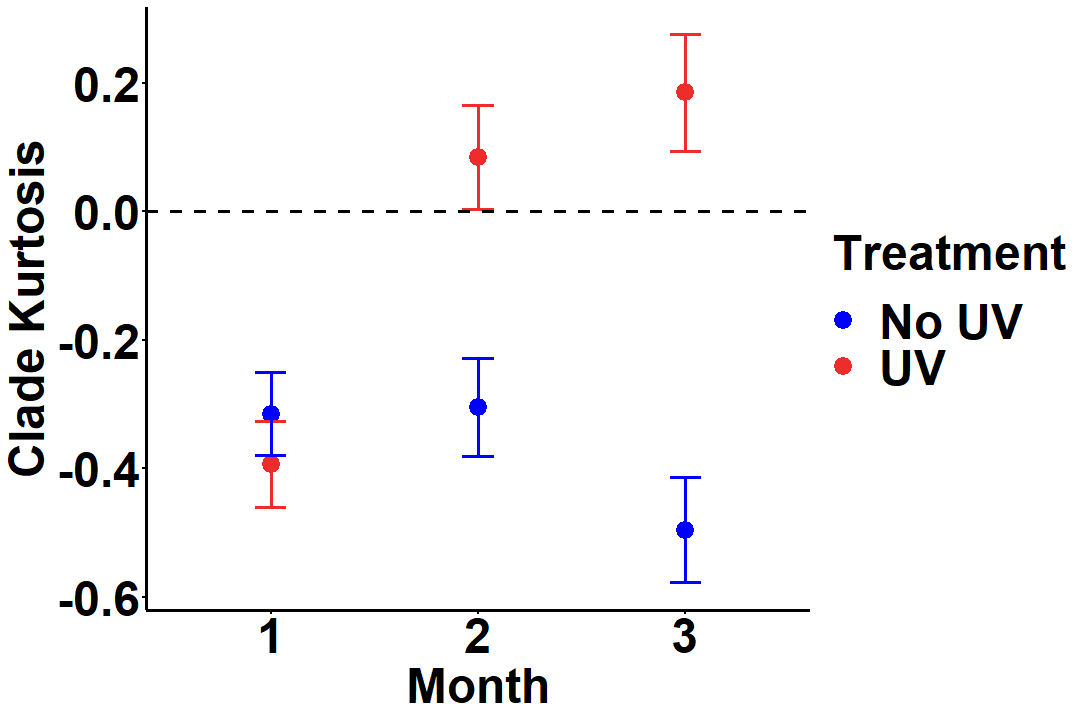 Clade Kurtosis
0.2
0.0
-0.2
-0.4
-0.6
1 2 3
Month
Treatment
No UV
UV